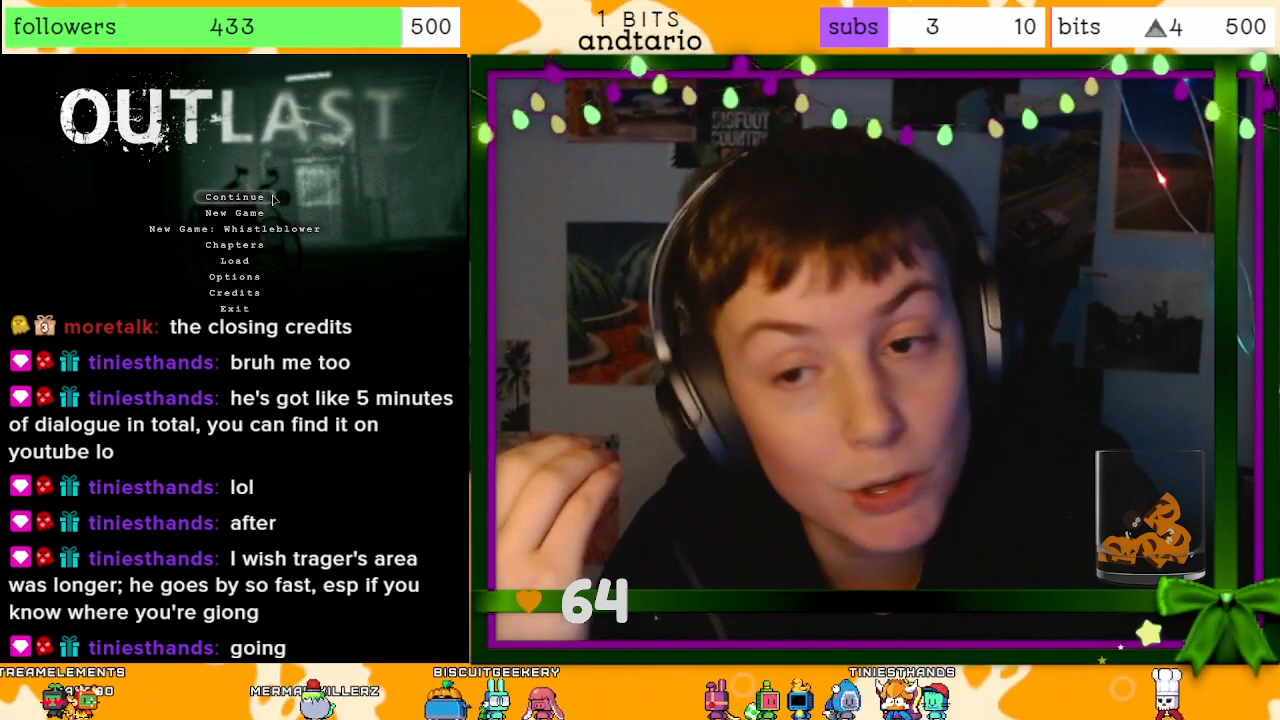 followers 433 500
1 BITS
andtario
subs 3 10
bits 4 500
OUTLAST
Continue
New Game
New Game: Whistleblower
Chapters
Load
Options
Credits
Exit
BIGFOOT
COUNTRY
3 moretalk: the closing credits
tiniesthands: bruh me too
tiniesthands: he's got like 5 minutes
of dialogue in total, you can find it on
youtube lo
tiniesthands: lol
tiniesthands: after
tiniesthands: I wish trager's area
was longer; he goes by so fast, esp if you
know where you're giong
tiniesthands: going
64
TREAMELEMENTS
BISCUITGEEKERY
TINIESTHANDS